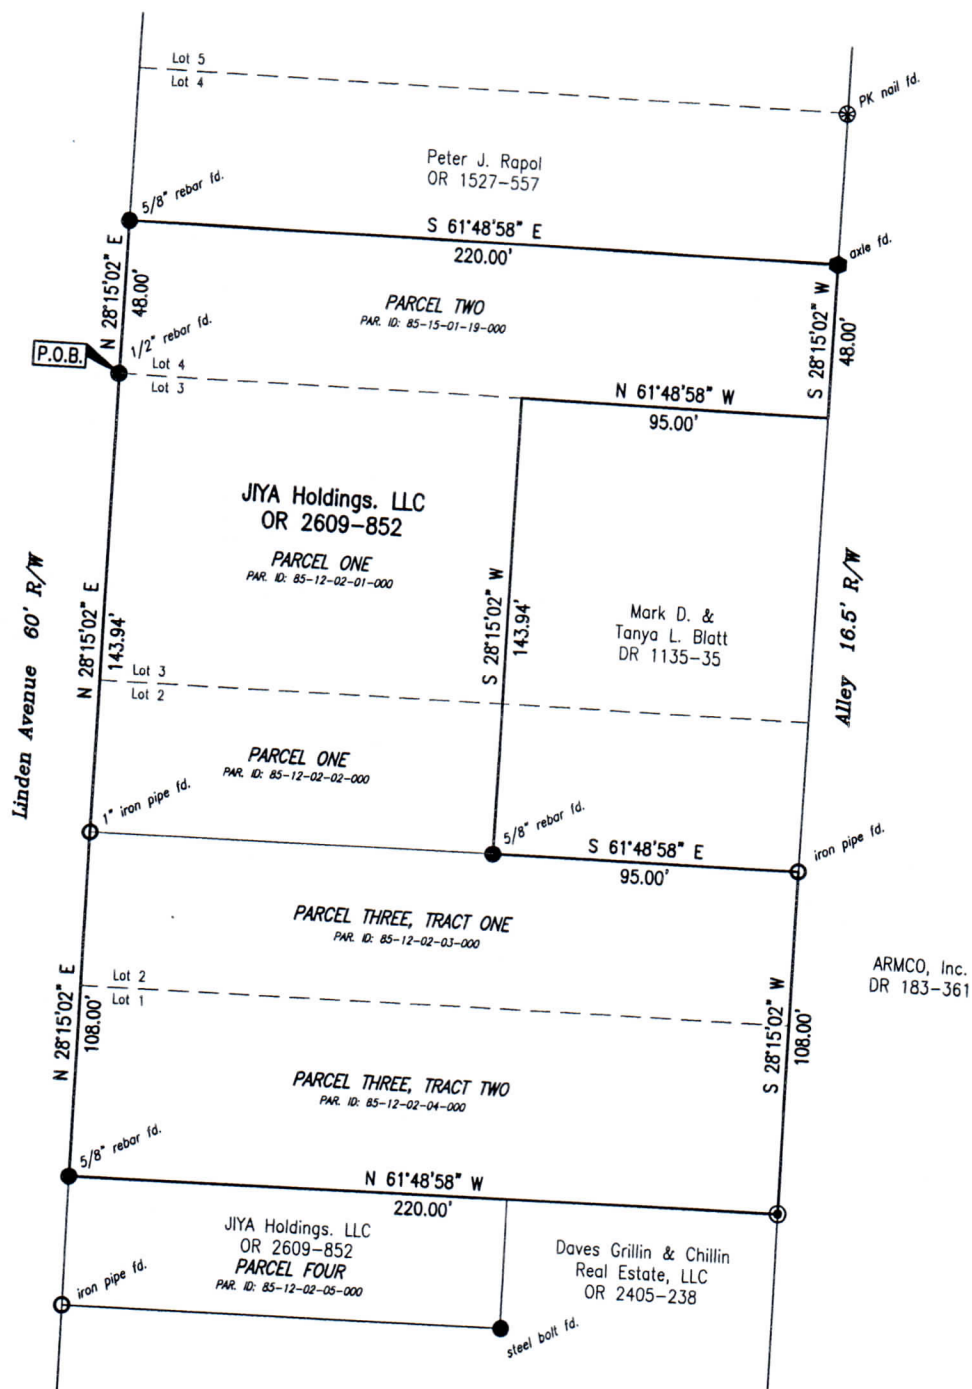 Lot 5
Lot 4
PK nail fd.
Peter J. Rapol
OR 1527-557
5/8" rebar fd.
S 61°48'58" E
220.00'
axle fd.
N 28°15'02" E
48.00'
PARCEL TWO
PAR. ID: 85-15-01-19-000
S 28°15'02" W
48.00'
P.O.B.
1/2" rebar fd.
Lot 4
Lot 3
N 61°48'58" W
95.00'
JIYA Holdings. LLC
OR 2609-852
PARCEL ONE
PAR. ID: 85-12-02-01-000
Linden Avenue 60' R/W
N 28°15'02" E
143.94'
S 28°15'02" W
143.94'
Mark D. &
Tanya L. Blatt
DR 1135-35
Alley 16.5' R/W
Lot 3
Lot 2
PARCEL ONE
PAR. ID: 85-12-02-02-000
1" iron pipe fd.
5/8" rebar fd.
S 61°48'58" E
95.00'
iron pipe fd.
PARCEL THREE, TRACT ONE
PAR. ID: 85-12-02-03-000
ARMCO, Inc.
DR 183-361
N 28°15'02" E
108.00'
Lot 2
Lot 1
S 28°15'02" W
108.00'
PARCEL THREE, TRACT TWO
PAR. ID: 85-12-02-04-000
5/8" rebar fd.
N 61°48'58" W
220.00'
JIYA Holdings. LLC
OR 2609-852
PARCEL FOUR
PAR. ID: 85-12-02-05-000
Daves Grillin & Chillin
Real Estate, LLC
OR 2405-238
iron pipe fd.
steel bolt fd.